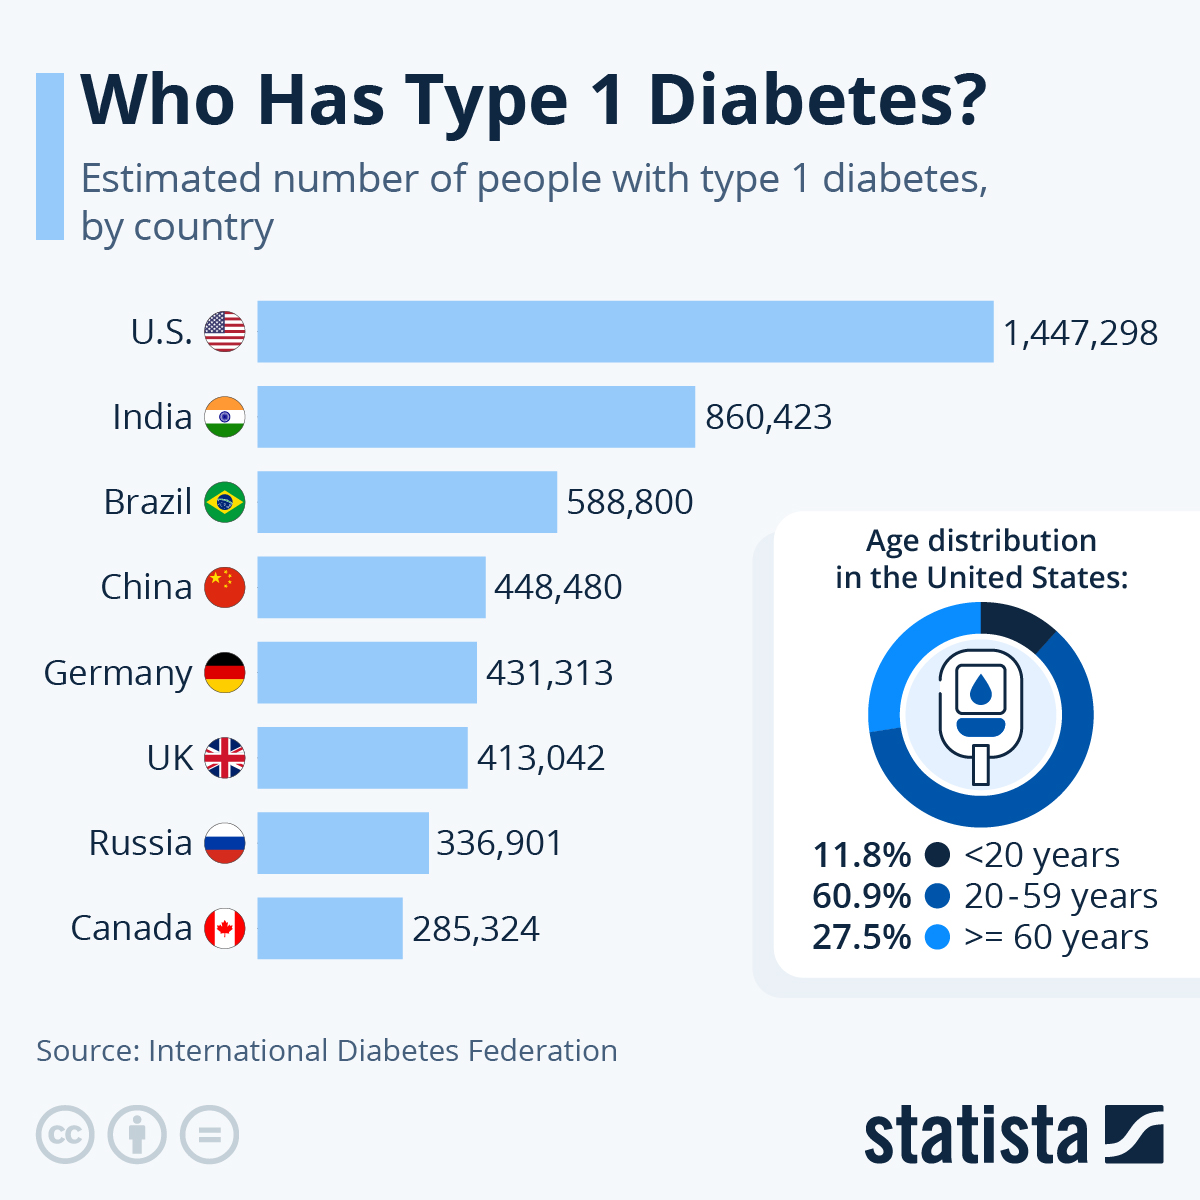 Who Has Type 1 Diabetes?
Estimated number of people with type 1 diabetes,
by country
U.S. 1,447,298
India 860,423
Brazil 588,800
China 448,480
Germany 431,313
UK 413,042
Russia 336,901
Canada 285,324
Age distribution
in the United States:
11.8% <20 years
60.9% 20-59 years
27.5% >= 60 years
Source: International Diabetes Federation
cc
statista